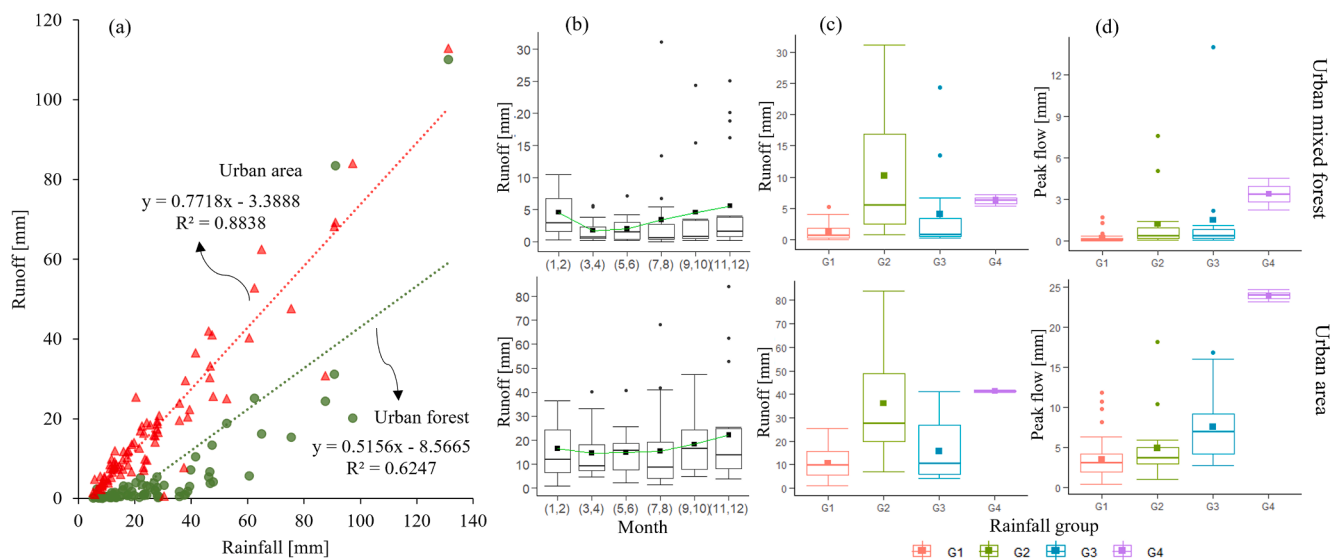 (a)
120
100
80
60
40
20
0
Runoff [mm]
0 20 40 60 80 100 120 140
Rainfall [mm]
Urban area
y = 0.7718x - 3.3888
R² = 0.8838
Urban forest
y = 0.5156x - 8.5665
R² = 0.6247
(b)
30
25
20
15
10
5
0
Runoff [mm]
(1,2) (3,4) (5,6) (7,8) (9,10) (11,12)
80
70
60
50
40
30
20
10
0
Runoff [mm]
(1,2) (3,4) (5,6) (7,8) (9,10) (11,12)
Month
(c)
30
25
20
15
10
5
0
Runoff [mm]
G1 G2 G3 G4
80
70
60
50
40
30
20
10
0
Runoff [mm]
G1 G2 G3 G4
(d)
15
12
9
6
3
0
Peak flow [mm]
G1 G2 G3 G4
25
20
15
10
5
0
Peak flow [mm]
G1 G2 G3 G4
Urban mixed forest
Urban area
Rainfall group
G1 G2 G3 G4